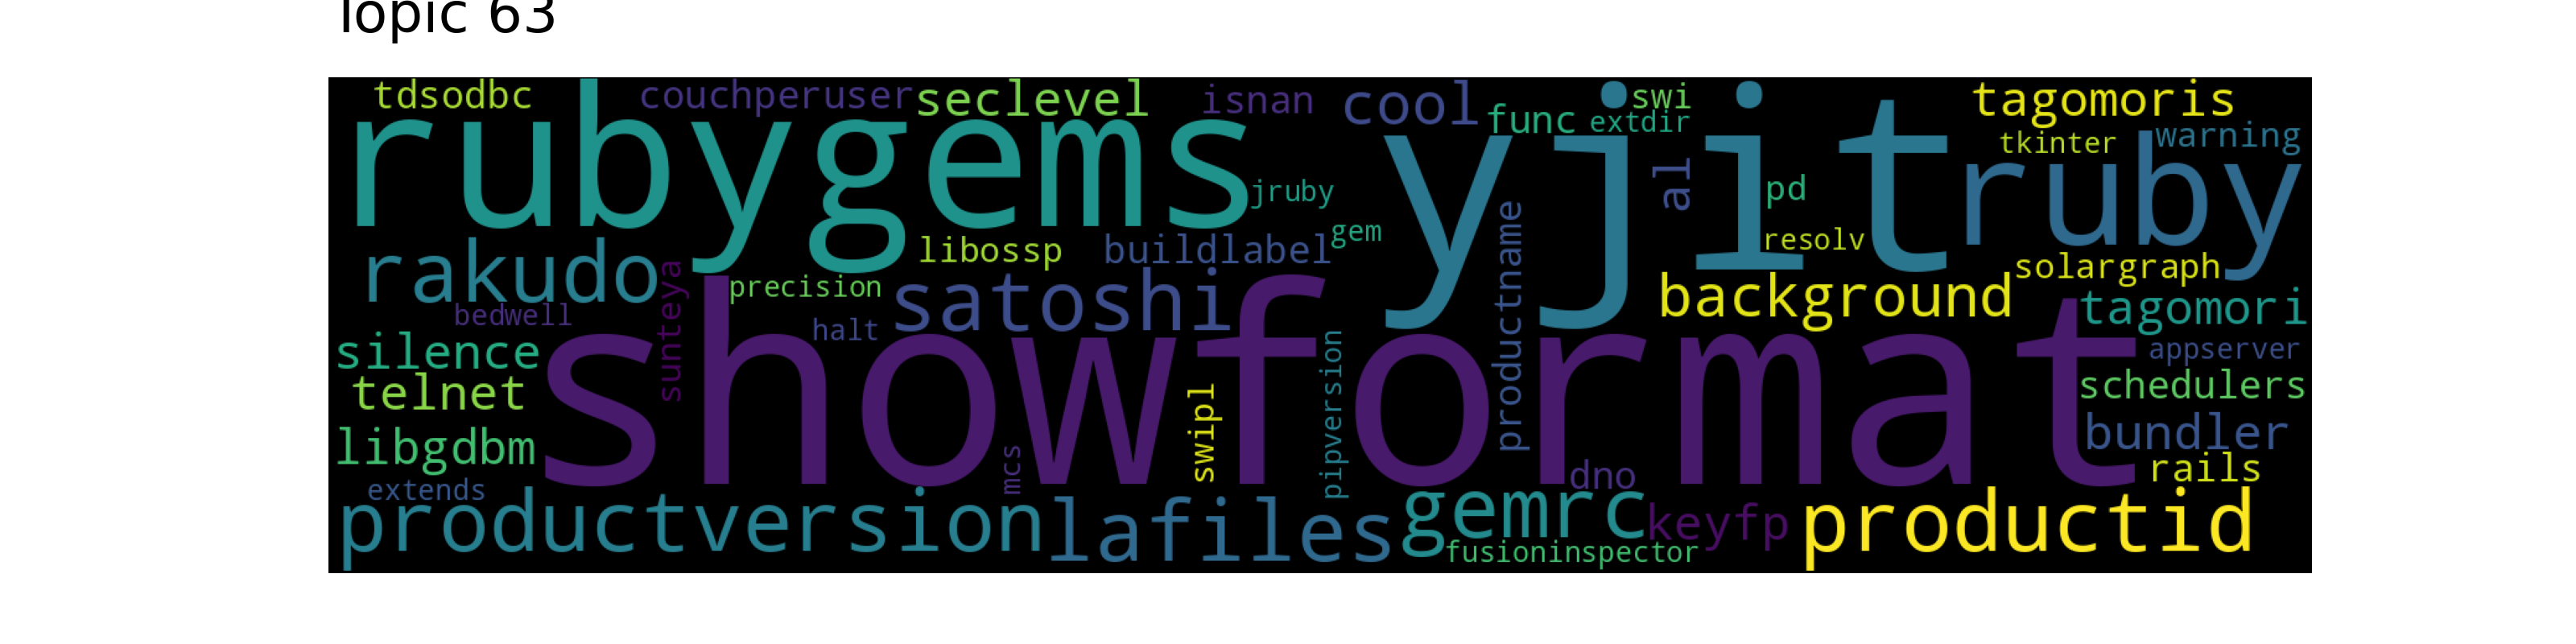 Topic 63
tdsodbc couchperuser seclevel isnan cool func swi extdir tagomoris
rubygems yjit ruby tkinter warning
jruby al pd
gem productname resolv
rakudo libossp buildlabel solargraph
sunteya precision satoshi background tagomori
bedwell halt
silence showformat appserver
telnet swipl pipversion schedulers
libgdbm mcs dno bundler rails
extends
productversion lafiles gemrc keyfp productid
fusioninspector